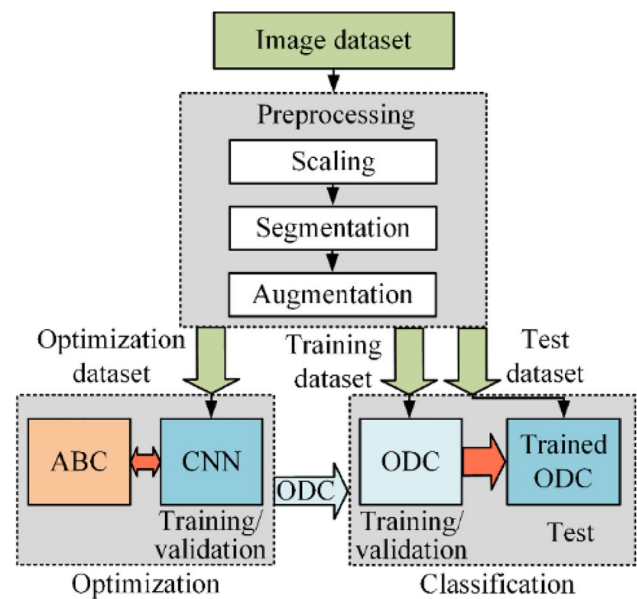 Image dataset
Preprocessing
Scaling
Segmentation
Augmentation
Optimization
dataset
Training
dataset
Test
dataset
ABC
CNN
Training/
validation
Optimization
ODC
ODC
Training/
validation
Trained
ODC
Test
Classification